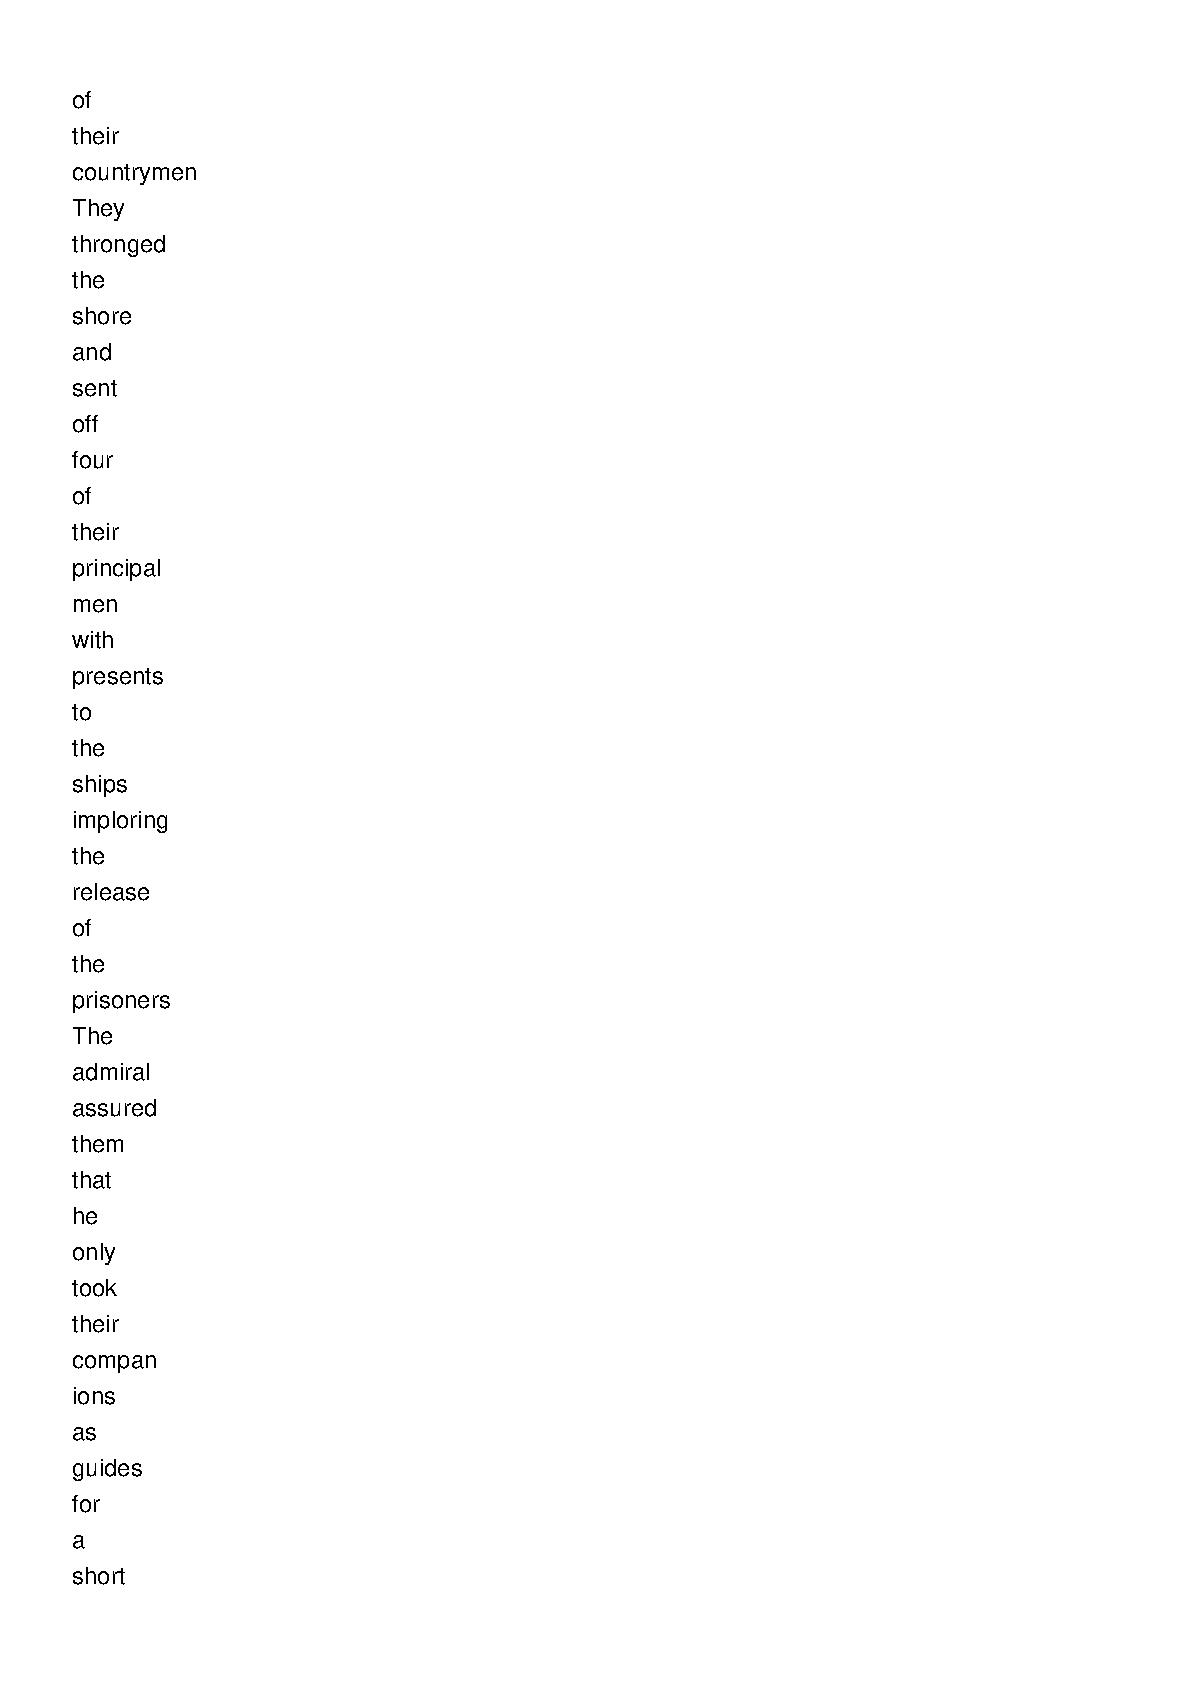 of
their
countrymen
They
thronged
the
shore
and
sent
off
four
of
their
principal
men
with
presents
to
the
ships
imploring
the
release
of
the
prisoners
The
admiral
assured
them
that
he
only
took
their
compan
ions
as
guides
for
a
short